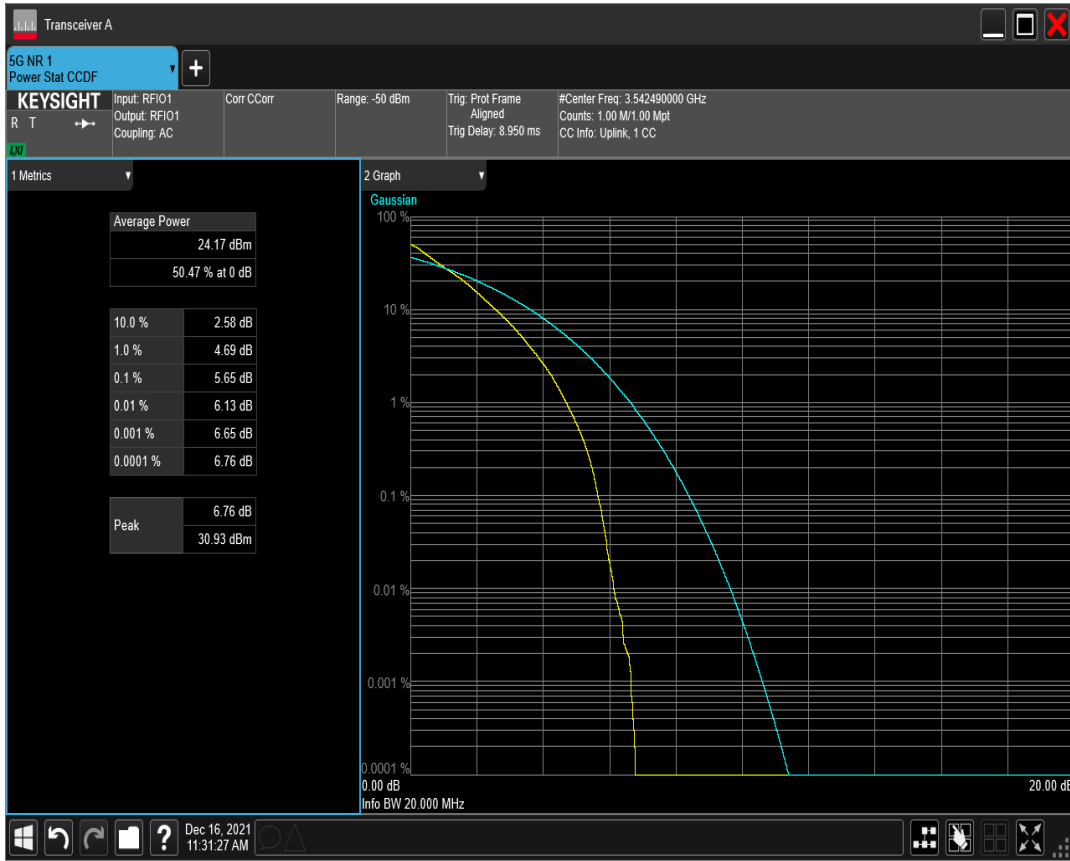 Transceiver A
5G NR 1
Power Stat CCDF
KEYSIGHT
R T
LXI
Input: RFIO1
Output: RFIO1
Coupling: AC
Corr CCorr
Range: -50 dBm
Trig: Prot Frame
Aligned
Trig Delay: 8.950 ms
#Center Freq: 3.542490000 GHz
Counts: 1.00 M/1.00 Mpt
CC Info: Uplink, 1 CC
1 Metrics
Average Power
24.17 dBm
50.47 % at 0 dB
10.0 % 2.58 dB
1.0 % 4.69 dB
0.1 % 5.65 dB
0.01 % 6.13 dB
0.001 % 6.65 dB
0.0001 % 6.76 dB
Peak
6.76 dB
30.93 dBm
2 Graph
Gaussian
100 %
10 %
1 %
0.1 %
0.01 %
0.001 %
0.0001 %
0.00 dB 20.00 dB
Info BW 20.000 MHz
?
Dec 16, 2021
11:31:27 AM